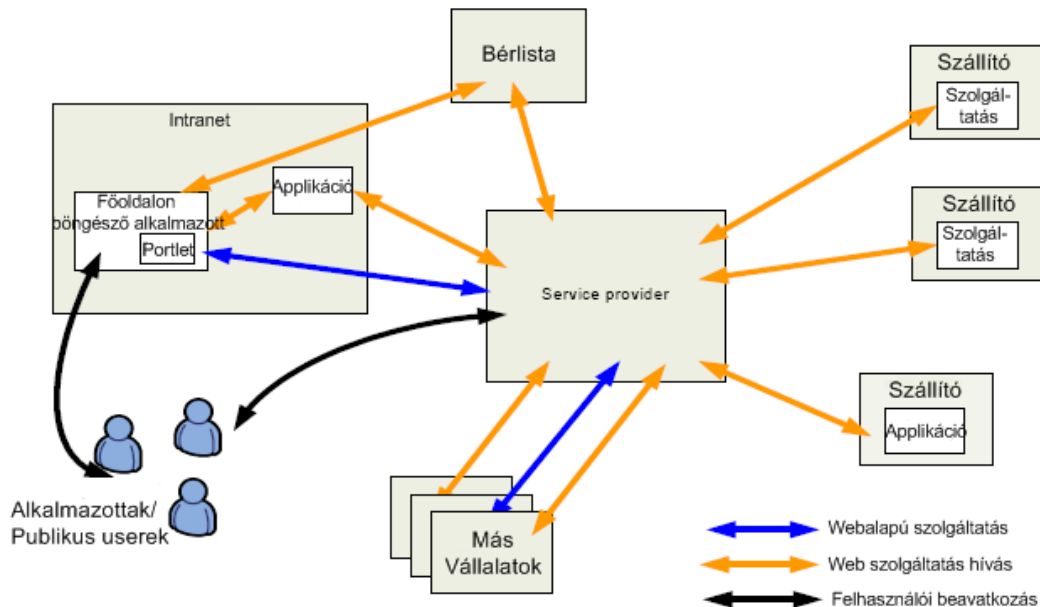 Bérlista
Intranet
Applikáció
Főoldalon
böngésző alkalmazott
Portlet
Service provider
Szállító
Szolgál-
tatás
Szállító
Szolgál-
tatás
Szállító
Applikáció
Alkalmazottak/
Publikus userek
Más
Vállalatok
Webalapú szolgáltatás
Web szolgáltatás hívás
Felhasználói beavatkozás